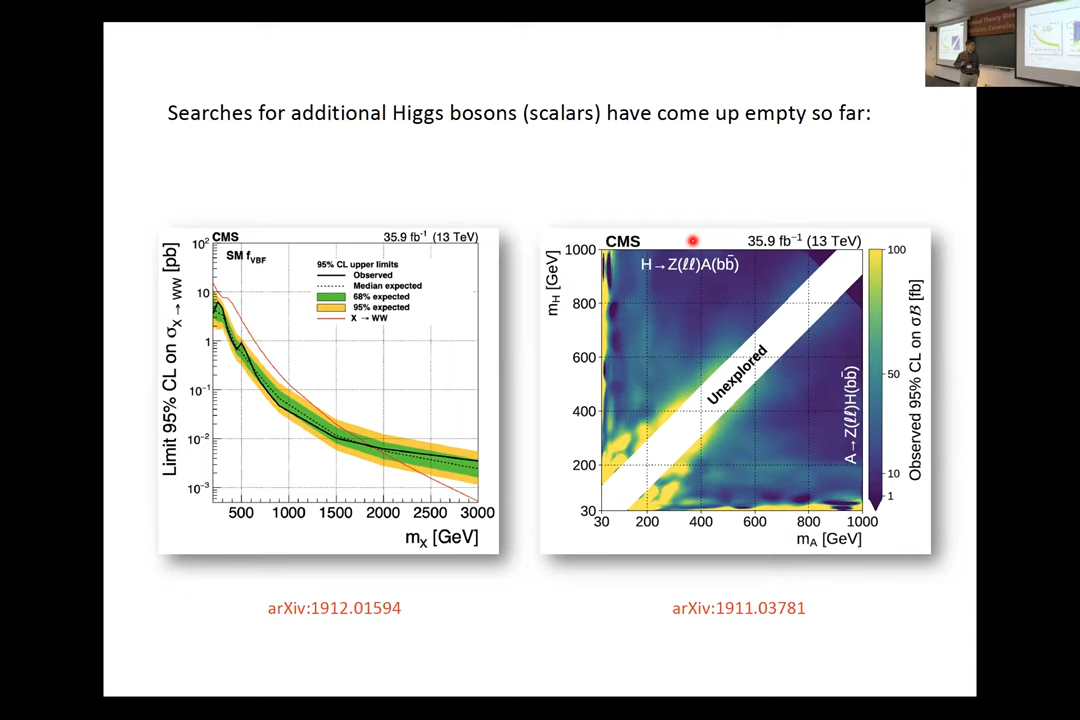 Searches for additional Higgs bosons (scalars) have come up empty so far:
CMS
35.9 fb⁻¹ (13 TeV)
SM f_VBF
95% CL upper limits
Observed
Median expected
68% expected
95% expected
X → WW
Limit 95% CL on σ_X → WW [pb]
10²
10
1
10⁻¹
10⁻²
10⁻³
500 1000 1500 2000 2500 3000
m_X [GeV]
arXiv:1912.01594
CMS
35.9 fb⁻¹ (13 TeV)
H→Z(ℓℓ)A(bb̄)
Unexplored
A→Z(ℓℓ)H(bb̄)
m_H [GeV]
1000
800
600
400
200
30
30 200 400 600 800 1000
m_A [GeV]
100
50
10
1
Observed 95% CL on σℬ [fb]
arXiv:1911.03781